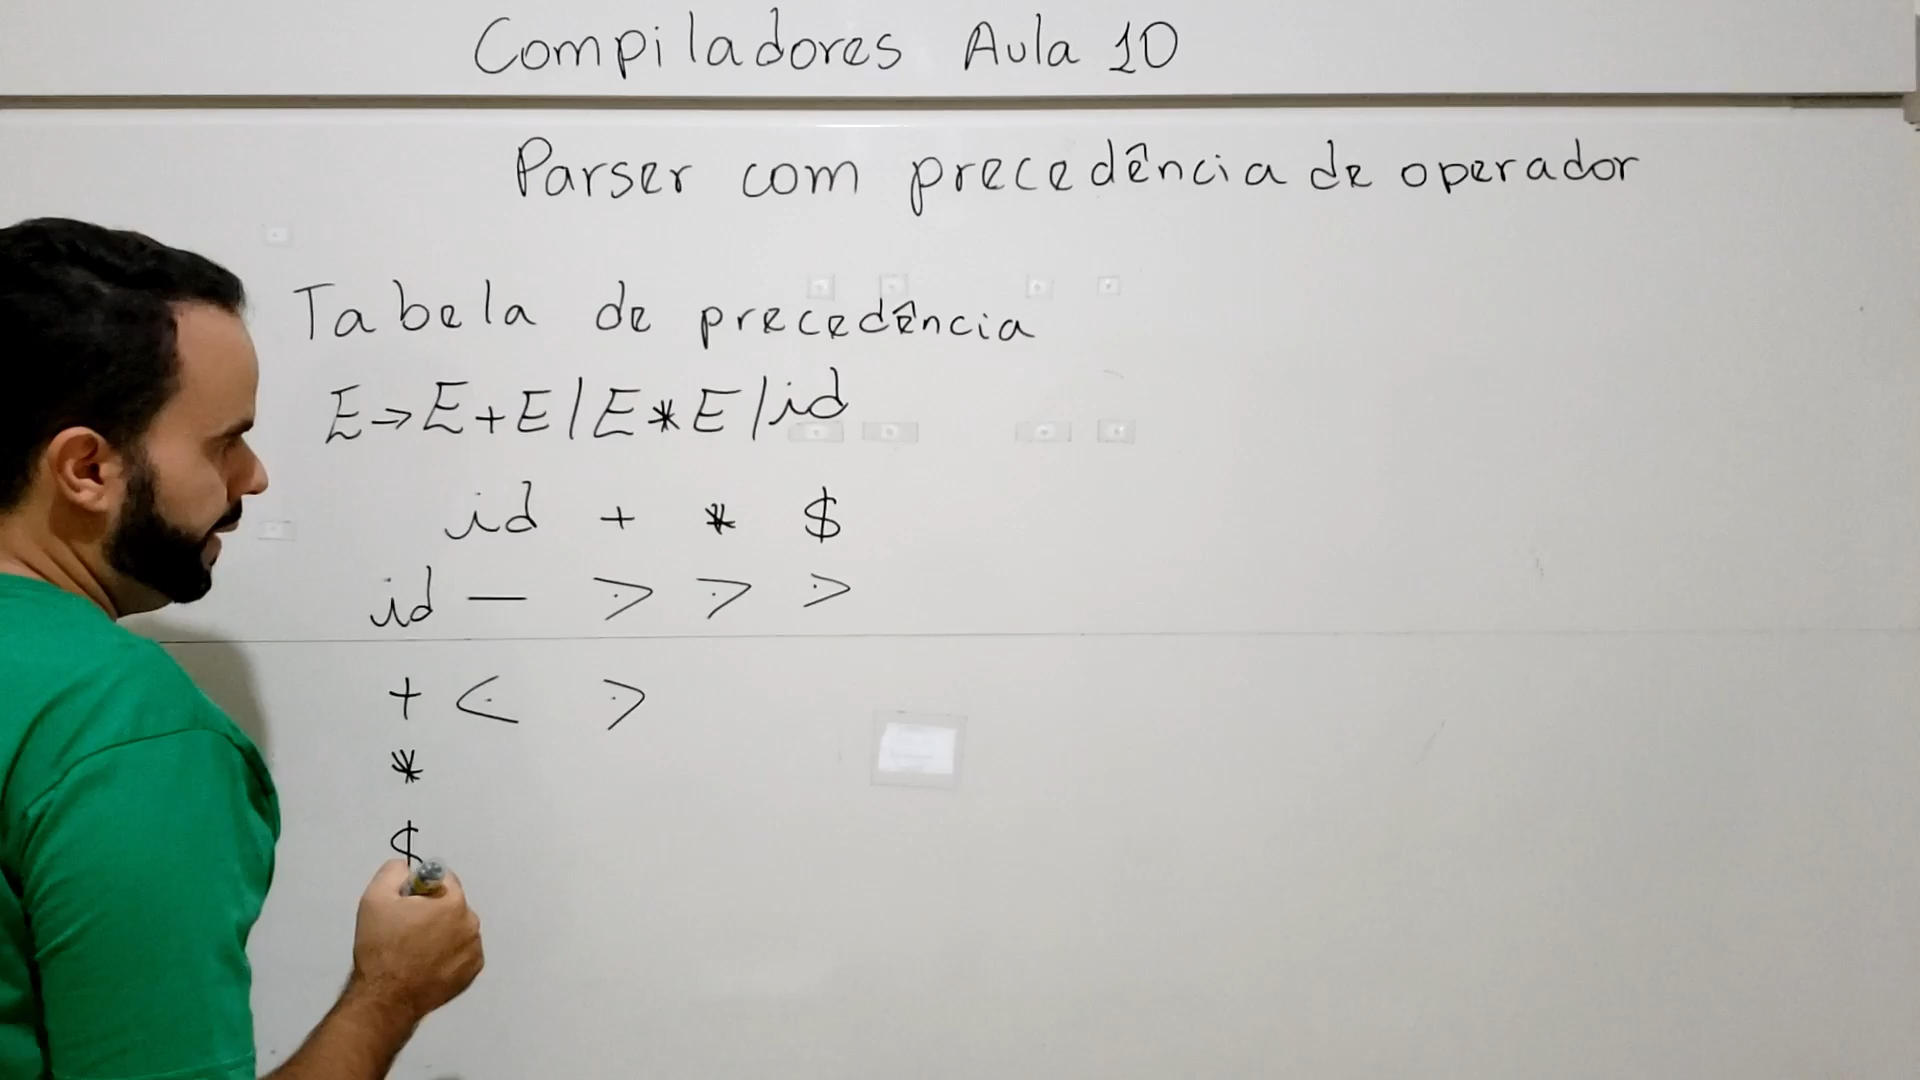 Compiladores Aula 10
Parser com precedência de operador
Tabela de precedência
E→E+E/E*E/id
id + * $
id — ⋗ ⋗ ⋗
+ ⋖ ⋗
*
$